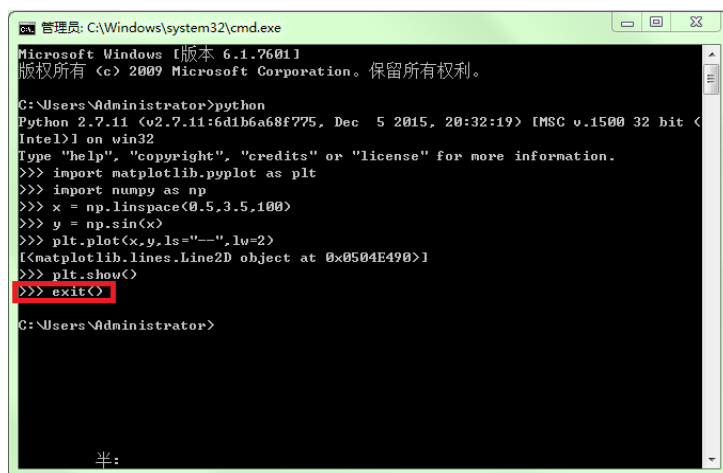 管理员: C:\Windows\system32\cmd.exe
Microsoft Windows [版本 6.1.7601]
版权所有 (c) 2009 Microsoft Corporation。保留所有权利。
C:\Users\Administrator>python
Python 2.7.11 (v2.7.11:6d1b6a68f775, Dec  5 2015, 20:32:19) [MSC v.1500 32 bit (
Intel)] on win32
Type "help", "copyright", "credits" or "license" for more information.
>>> import matplotlib.pyplot as plt
>>> import numpy as np
>>> x = np.linspace(0.5,3.5,100)
>>> y = np.sin(x)
>>> plt.plot(x,y,ls="--",lw=2)
[<matplotlib.lines.Line2D object at 0x0504E490>]
>>> plt.show()
>>> exit()
C:\Users\Administrator>
半: